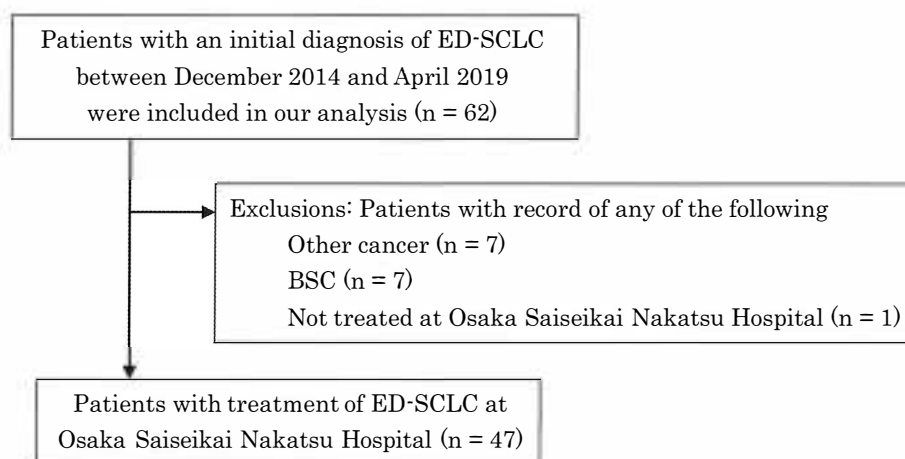 Patients with an initial diagnosis of ED-SCLC
between December 2014 and April 2019
were included in our analysis (n = 62)
Exclusions: Patients with record of any of the following
Other cancer (n = 7)
BSC (n = 7)
Not treated at Osaka Saiseikai Nakatsu Hospital (n = 1)
Patients with treatment of ED-SCLC at
Osaka Saiseikai Nakatsu Hospital (n = 47)